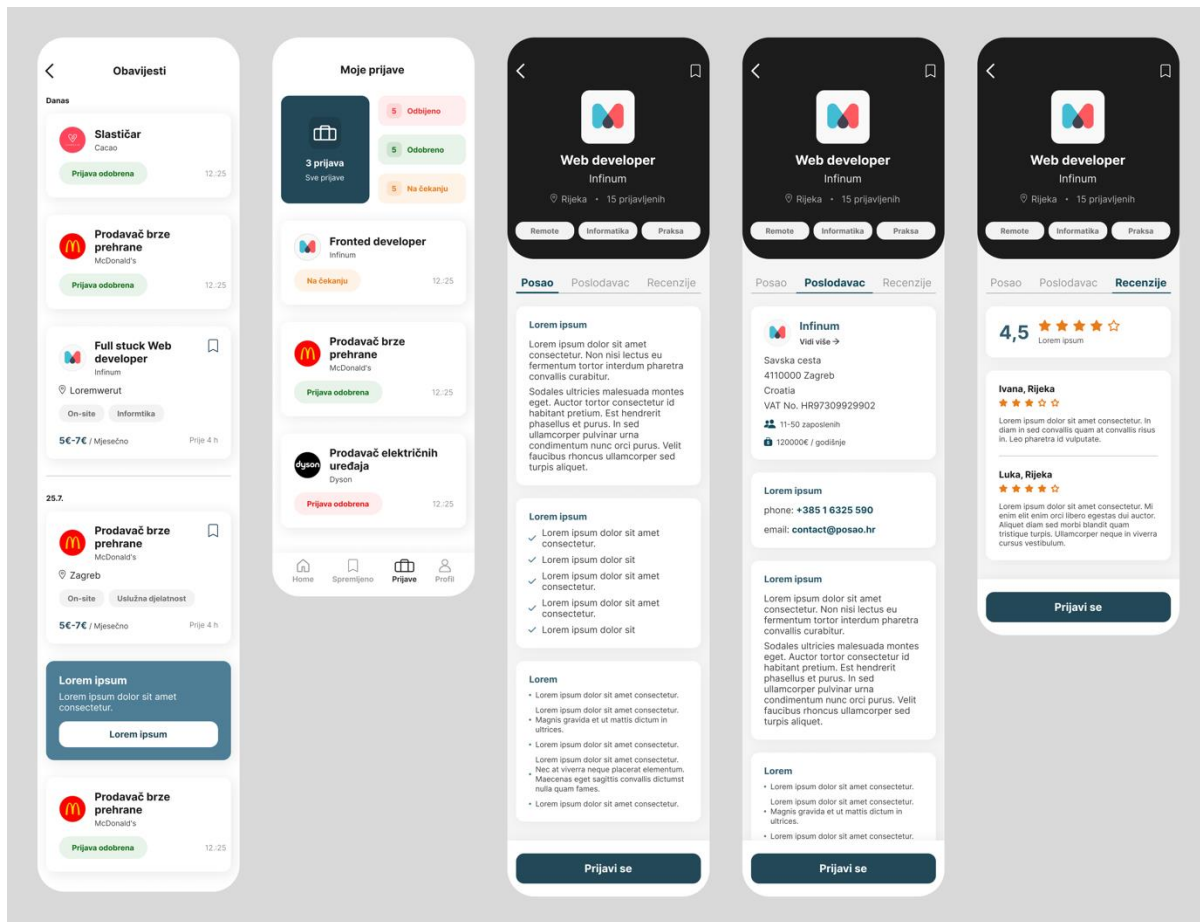 Obavijesti
Danas
Slastičar
Cacao
Prijava odobrena
12.:25
Prodavač brze
prehrane
McDonald's
Prijava odobrena
12.:25
Full stuck Web
developer
Infinum
Loremwerut
On-site Informtika
5€-7€ / Mjesečno Prije 4 h
25.7.
Prodavač brze
prehrane
McDonald's
Zagreb
On-site Uslužna djelatnost
5€-7€ / Mjesečno Prije 4 h
Lorem ipsum
Lorem ipsum dolor sit amet
consectetur.
Lorem ipsum
Prodavač brze
prehrane
McDonald's
Prijava odobrena
12.:25
Moje prijave
3 prijava
Sve prijave
5 Odbijeno
5 Odobreno
5 Na čekanju
Fronted developer
Infinum
Na čekanju
12.:25
Prodavač brze
prehrane
McDonald's
Prijava odobrena
12.:25
dyson
Prodavač električnih
uređaja
Dyson
Prijava odobrena
12.:25
Home Spremljeno Prijave Profil
Web developer
Infinum
Rijeka • 15 prijavljenih
Remote Informatika Praksa
Posao Poslodavac Recenzije
Lorem ipsum
Lorem ipsum dolor sit amet
consectetur. Non nisi lectus eu
fermentum tortor interdum pharetra
convallis curabitur.
Sodales ultricies malesuada montes
eget. Auctor tortor consectetur id
habitant pretium. Est hendrerit
phasellus et purus. In sed
ullamcorper pulvinar urna
condimentum nunc orci purus. Velit
faucibus rhoncus ullamcorper sed
turpis aliquet.
Lorem ipsum
Lorem ipsum dolor sit amet
consectetur.
Lorem ipsum dolor sit
Lorem ipsum dolor sit amet
consectetur.
Lorem ipsum dolor sit amet
consectetur.
Lorem ipsum dolor sit
Lorem
• Lorem ipsum dolor sit amet consectetur.
Lorem ipsum dolor sit amet consectetur.
• Magnis gravida et ut mattis dictum in
ultrices.
• Lorem ipsum dolor sit amet consectetur.
Lorem ipsum dolor sit amet consectetur.
• Nec at viverra neque placerat elementum.
Maecenas eget sagittis convallis dictumst
nulla quam fames.
• Lorem ipsum dolor sit amet consectetur.
Prijavi se
Web developer
Infinum
Rijeka • 15 prijavljenih
Remote Informatika Praksa
Posao Poslodavac Recenzije
Infinum
Vidi više →
Savska cesta
4110000 Zagreb
Croatia
VAT No. HR97309929902
11-50 zaposlenih
120000€ / godišnje
Lorem ipsum
phone: +385 1 6325 590
email: contact@posao.hr
Lorem ipsum
Lorem ipsum dolor sit amet
consectetur. Non nisi lectus eu
fermentum tortor interdum pharetra
convallis curabitur.
Sodales ultricies malesuada montes
eget. Auctor tortor consectetur id
habitant pretium. Est hendrerit
phasellus et purus. In sed
ullamcorper pulvinar urna
condimentum nunc orci purus. Velit
faucibus rhoncus ullamcorper sed
turpis aliquet.
Lorem
• Lorem ipsum dolor sit amet consectetur.
Lorem ipsum dolor sit amet consectetur.
• Magnis gravida et ut mattis dictum in
ultrices.
• Lorem ipsum dolor sit amet consectetur.
Prijavi se
Web developer
Infinum
Rijeka • 15 prijavljenih
Remote Informatika Praksa
Posao Poslodavac Recenzije
4,5
Lorem ipsum
Ivana, Rijeka
Lorem ipsum dolor sit amet consectetur. In
diam in sed convallis quam at convallis risus
in. Leo pharetra id vulputate.
Luka, Rijeka
Lorem ipsum dolor sit amet consectetur. Mi
enim elit enim orci libero egestas dui auctor.
Aliquet diam sed morbi blandit quam
tristique turpis. Ullamcorper neque in viverra
cursus vestibulum.
Prijavi se